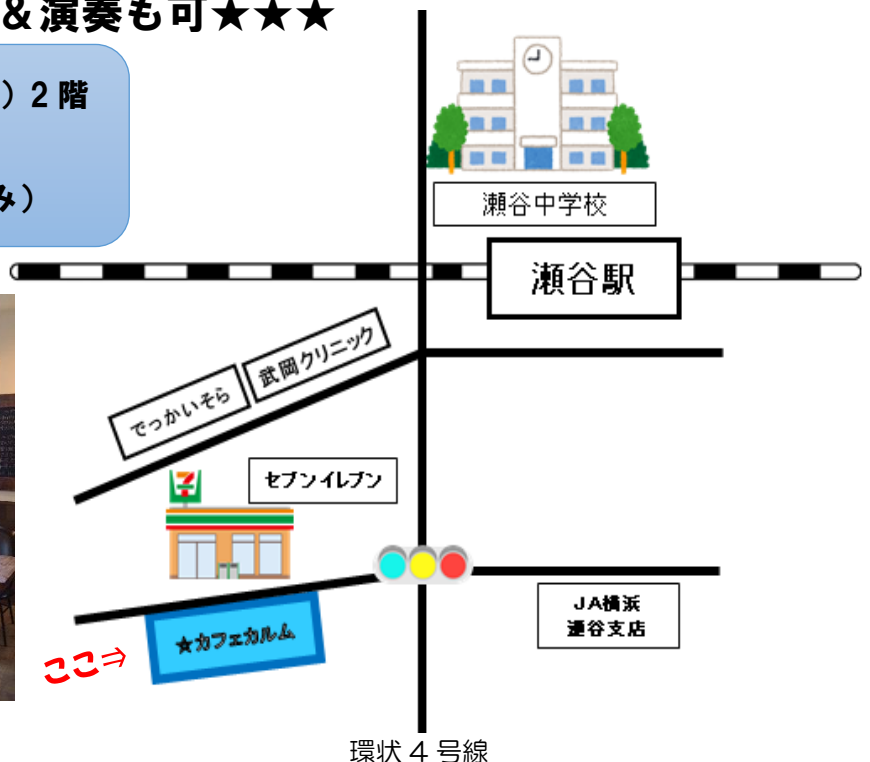 ＆演奏も可★★★
）2階
み）
瀬谷中学校
瀬谷駅
武岡クリニック
でっかいそら
セブンイレブン
7
JA横浜
瀬谷支店
★カフェカルム
ここ⇒
環状４号線